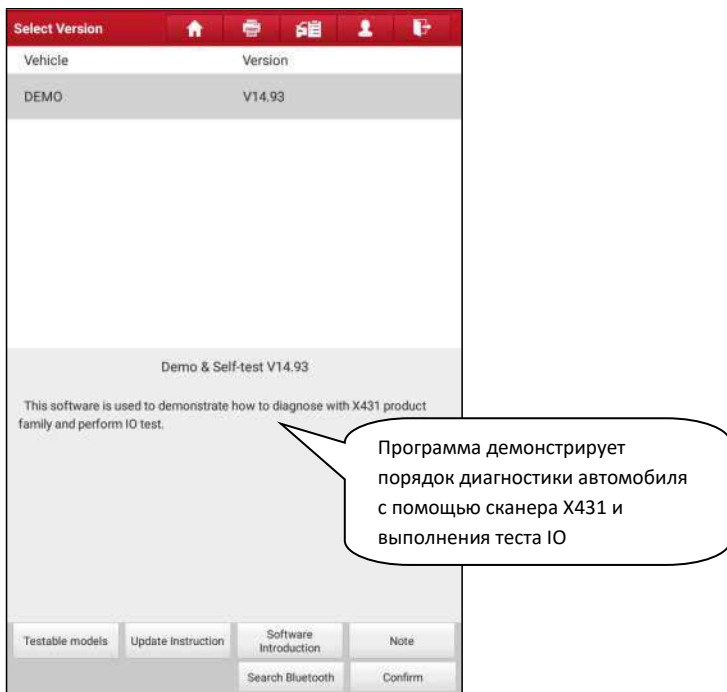 Select Version
Vehicle Version
DEMO V14.93
Demo & Self-test V14.93
This software is used to demonstrate how to diagnose with X431 product
family and perform IO test.
Программа демонстрирует
порядок диагностики автомобиля
с помощью сканера X431 и
выполнения теста IO
Testable models Update Instruction Software Introduction Note
Search Bluetooth Confirm